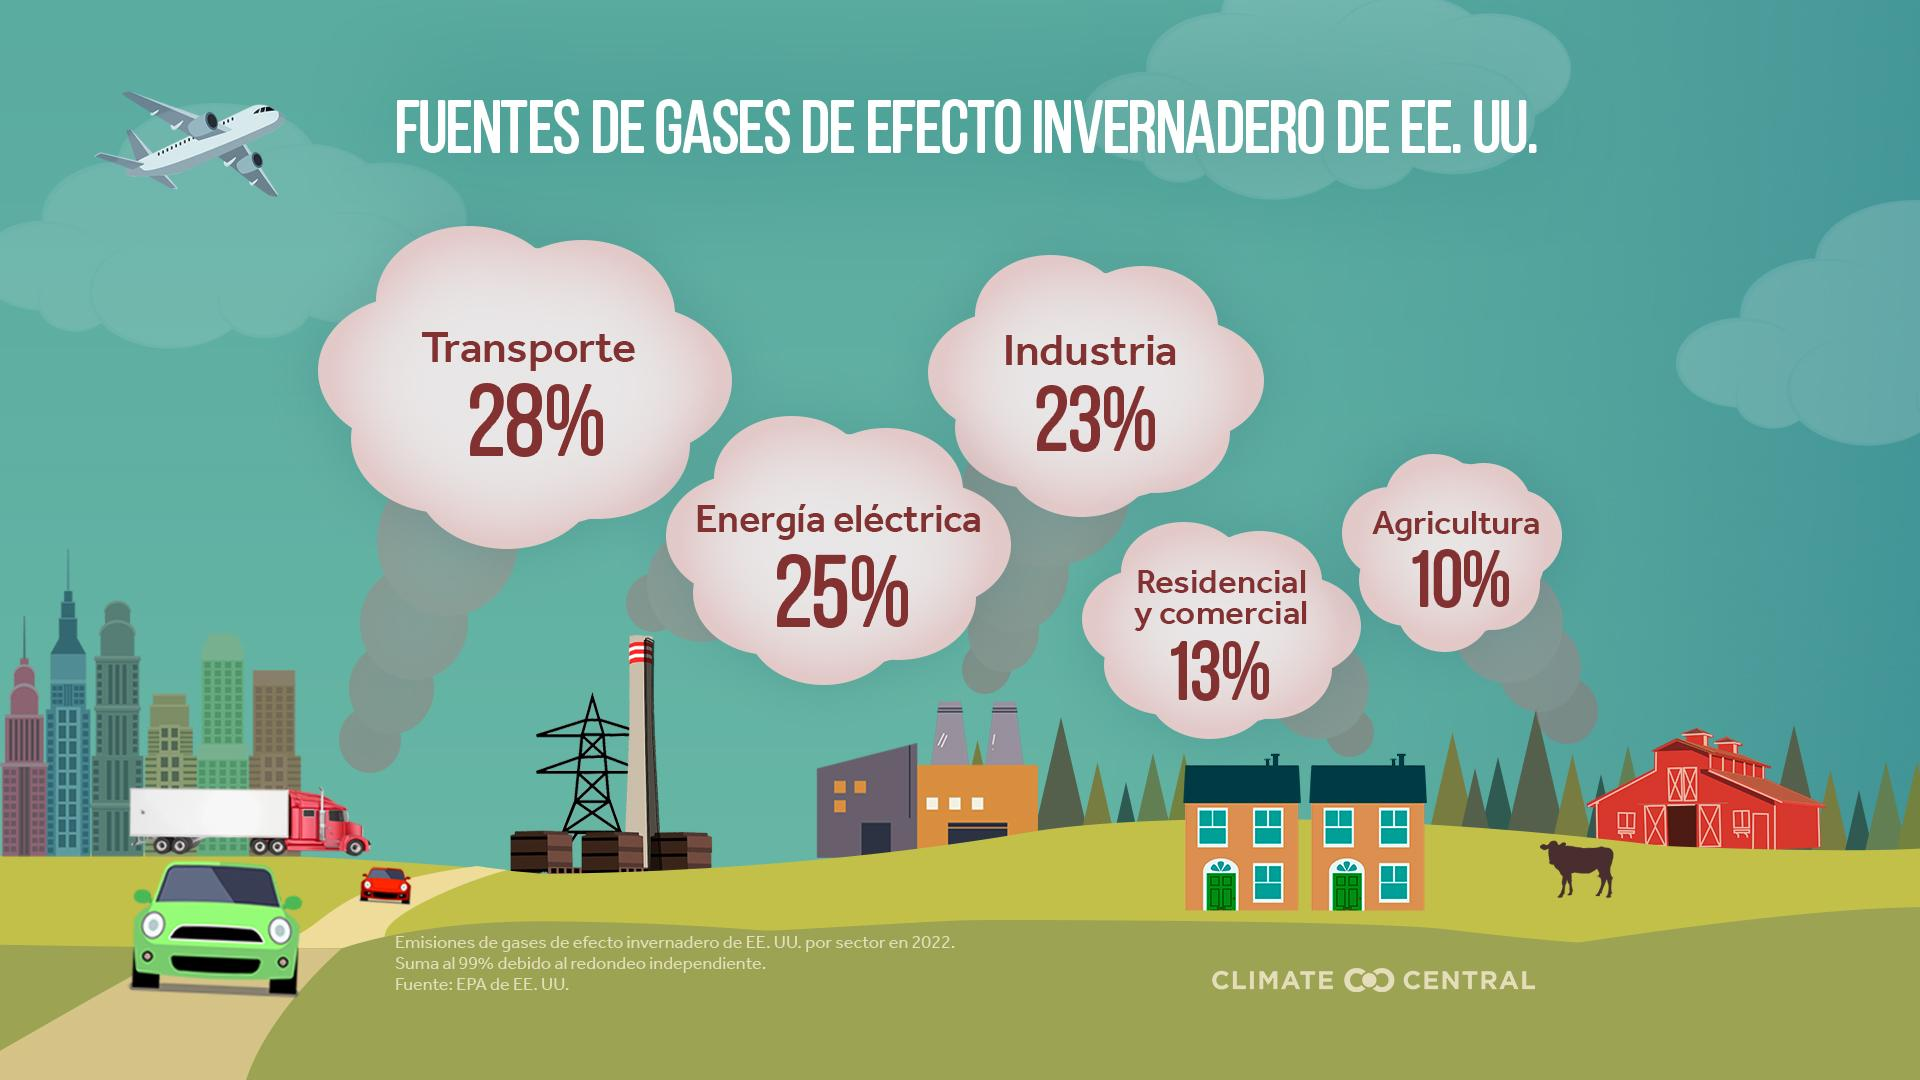 FUENTES DE GASES DE EFECTO INVERNADERO DE EE. UU.
Transporte
28%
Energía eléctrica
25%
Industria
23%
Residencial
y comercial
13%
Agricultura
10%
Emisiones de gases de efecto invernadero de EE. UU. por sector en 2022.
Suma al 99% debido al redondeo independiente.
Fuente: EPA de EE. UU.
CLIMATE CENTRAL